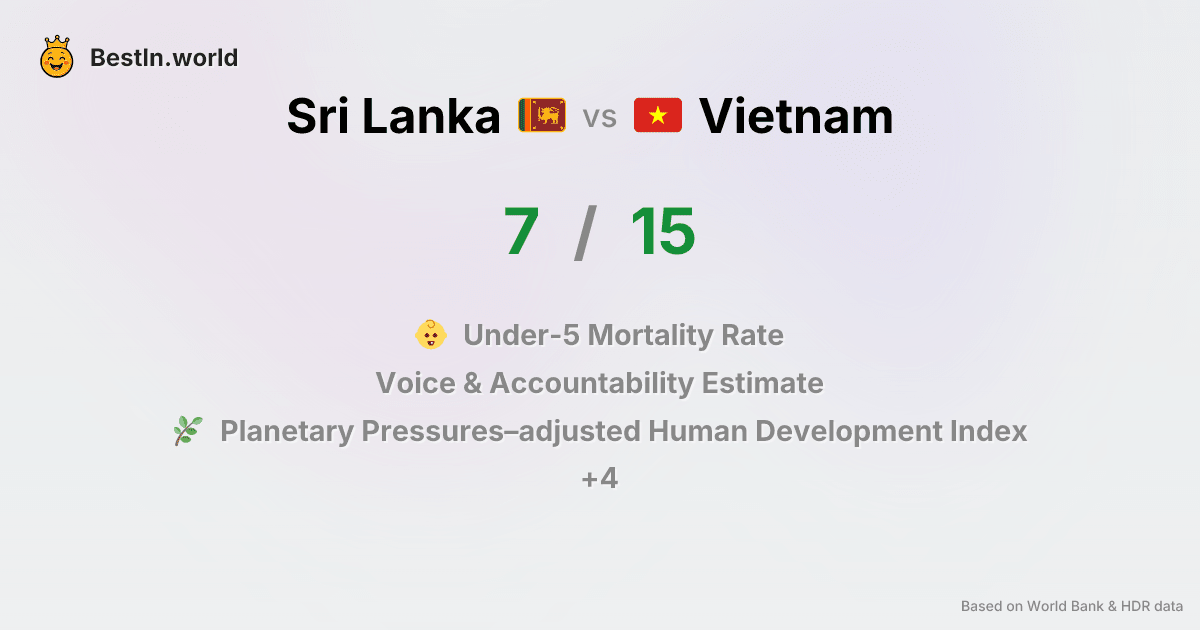 BestIn.world
Sri Lanka vs Vietnam
7 / 15
Under-5 Mortality Rate
Voice & Accountability Estimate
Planetary Pressures–adjusted Human Development Index
+4
Based on World Bank & HDR data